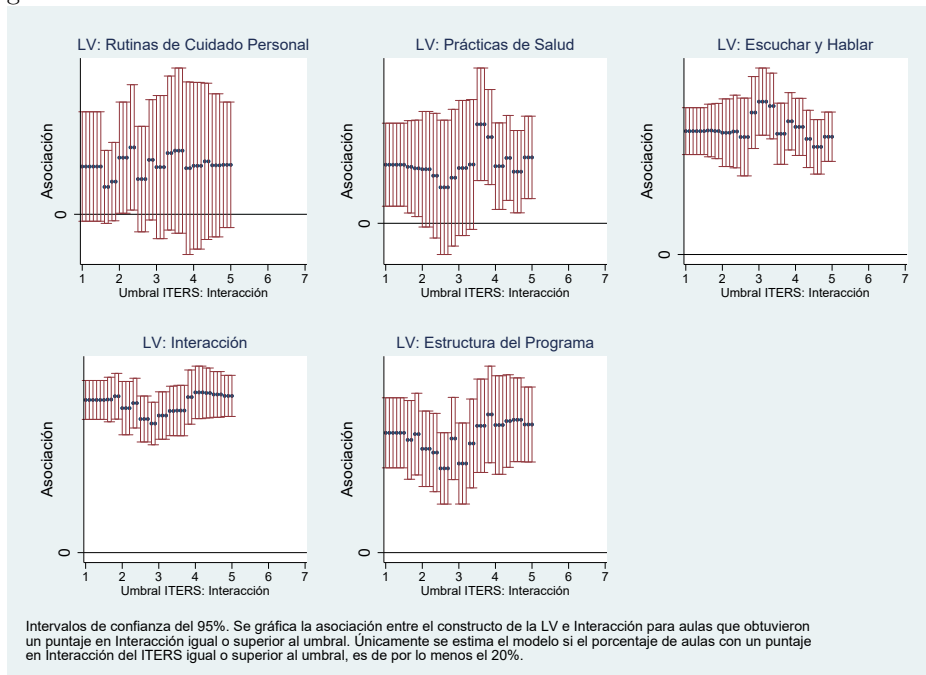 LV: Rutinas de Cuidado Personal
Asociación
0
1 2 3 4 5 6 7
Umbral ITERS: Interacción
LV: Prácticas de Salud
Asociación
0
1 2 3 4 5 6 7
Umbral ITERS: Interacción
LV: Escuchar y Hablar
Asociación
0
1 2 3 4 5 6 7
Umbral ITERS: Interacción
LV: Interacción
Asociación
0
1 2 3 4 5 6 7
Umbral ITERS: Interacción
LV: Estructura del Programa
Asociación
0
1 2 3 4 5 6 7
Umbral ITERS: Interacción
Intervalos de confianza del 95%. Se gráfica la asociación entre el constructo de la LV e Interacción para aulas que obtuvieron
un puntaje en Interacción igual o superior al umbral. Únicamente se estima el modelo si el porcentaje de aulas con un puntaje
en Interacción del ITERS igual o superior al umbral, es de por lo menos el 20%.